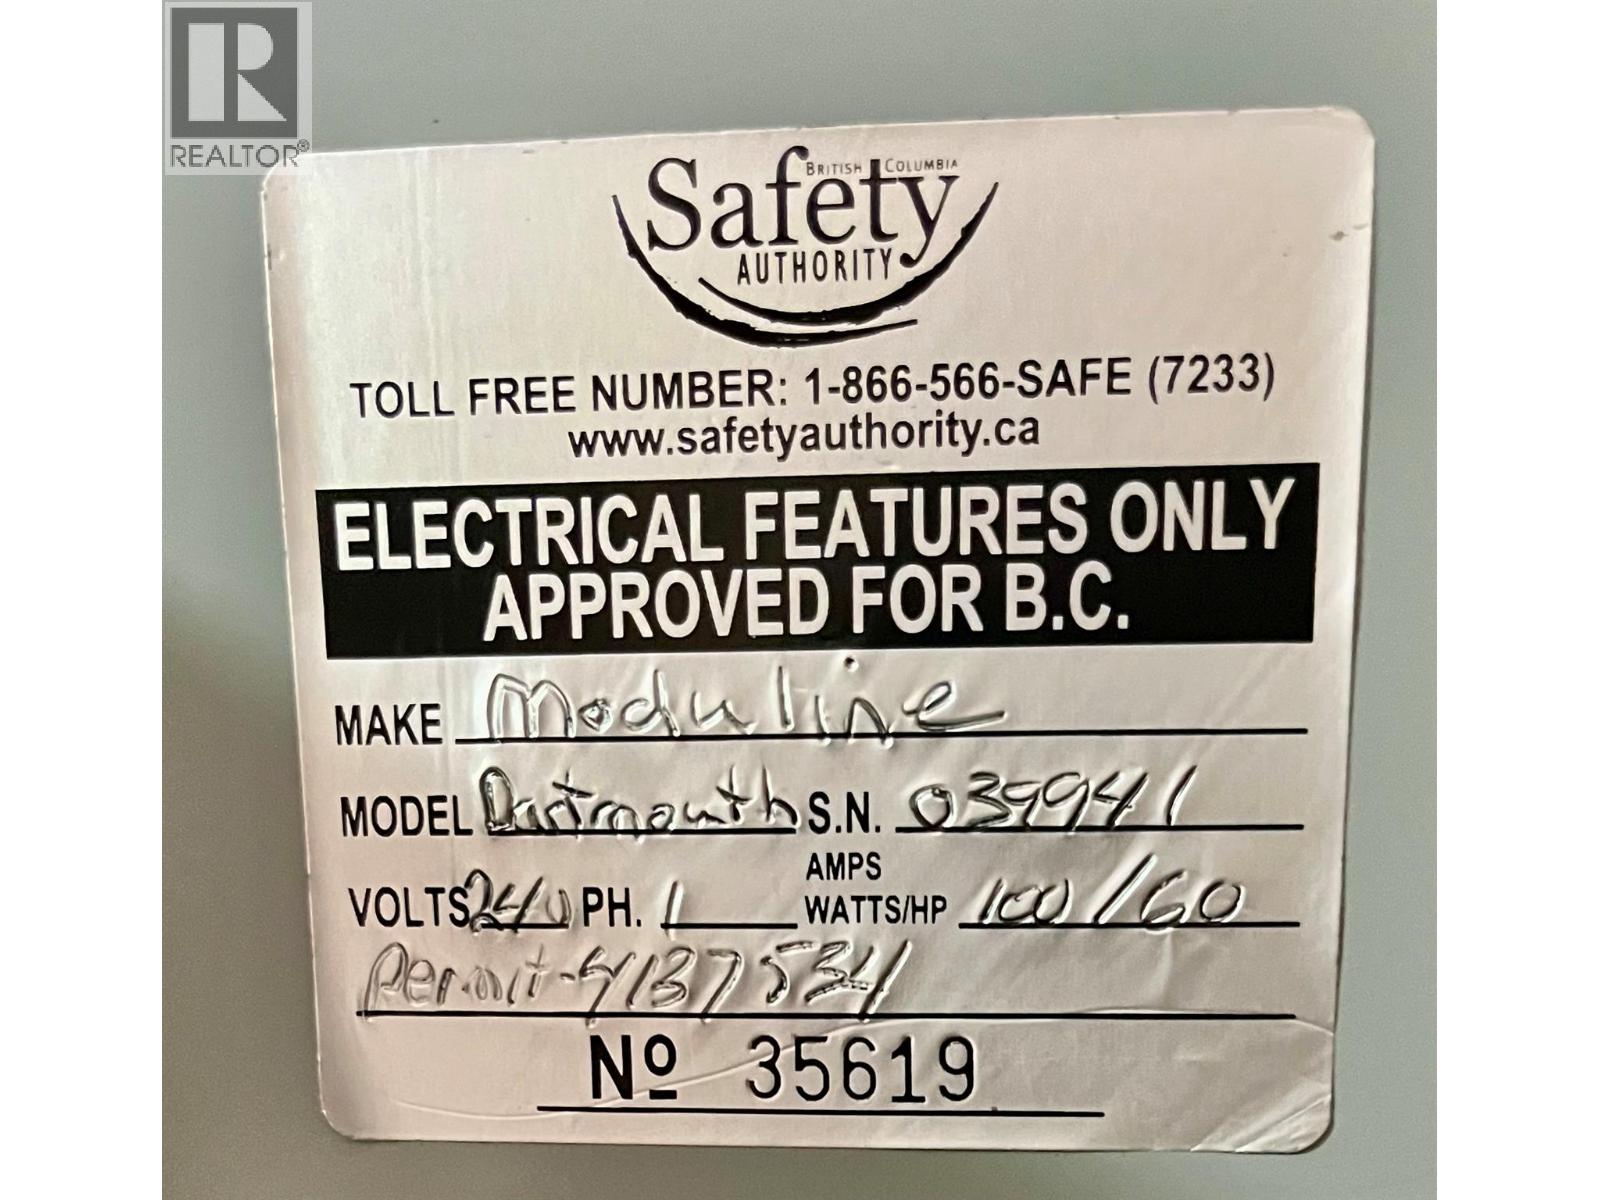 REALTOR®
BRITISH COLUMBIA
Safety
AUTHORITY
TOLL FREE NUMBER: 1-866-566-SAFE (7233)
www.safetyauthority.ca
ELECTRICAL FEATURES ONLY
APPROVED FOR B.C.
MAKE Moduline
MODEL Dartmouth S.N. 039941
VOLTS 240 PH. 1 AMPS WATTS/HP 100/60
Permit-4137534
Nº 35619